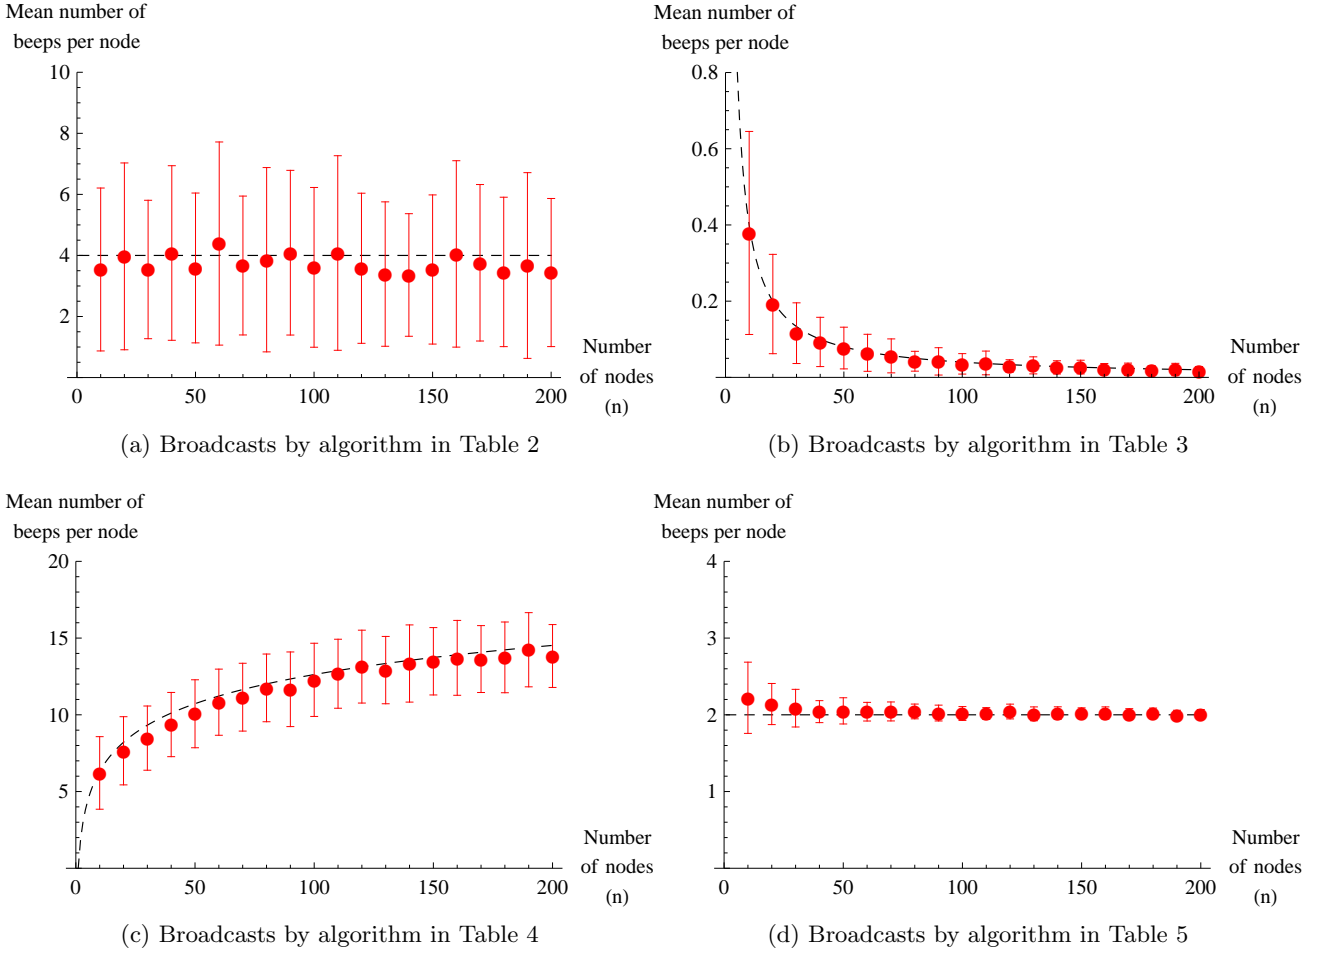 Mean number of
beeps per node
10
8
6
4
2
0
50
100
150
200
Number
of nodes
(n)
(a) Broadcasts by algorithm in Table 2
Mean number of
beeps per node
0.8
0.6
0.4
0.2
0
50
100
150
200
Number
of nodes
(n)
(b) Broadcasts by algorithm in Table 3
Mean number of
beeps per node
20
15
10
5
0
50
100
150
200
Number
of nodes
(n)
(c) Broadcasts by algorithm in Table 4
Mean number of
beeps per node
4
3
2
1
0
50
100
150
200
Number
of nodes
(n)
(d) Broadcasts by algorithm in Table 5